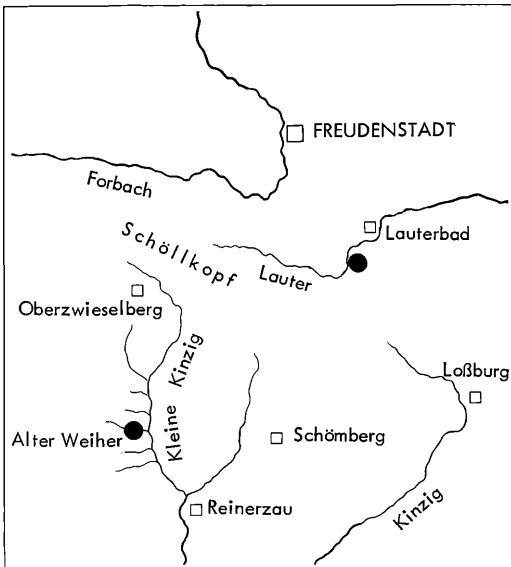 FREUDENSTADT
Forbach
Schöllkopf
Lauterbad
Lauter
Oberzwieselberg
Kleine Kinzig
Loßburg
Alter Weiher
Schömberg
Reinerzau
Kinzig